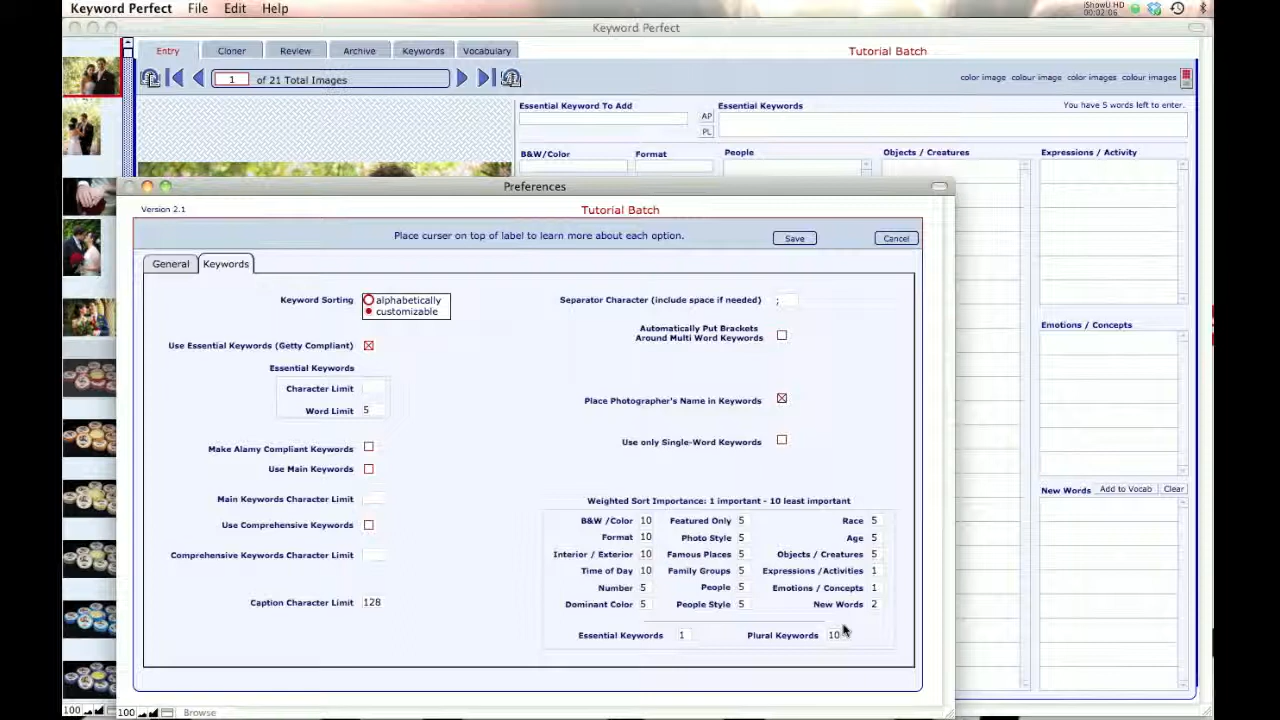 Keyword Perfect File Edit Help
iShowU HD
00:02:06
Keyword Perfect
Entry Cloner Review Archive Keywords Vocabulary Tutorial Batch
1 of 21 Total Images color image colour image color images colour images
Essential Keyword To Add AP Essential Keywords You have 5 words left to enter.
PL
B&W/Color Format People Objects / Creatures Expressions / Activity
Emotions / Concepts
New Words Add to Vocab Clear
Preferences
Version 2.1 Tutorial Batch
Place curser on top of label to learn more about each option. Save Cancel
General Keywords
Keyword Sorting alphabetically
customizable
Use Essential Keywords (Getty Compliant)
Essential Keywords
Character Limit
Word Limit 5
Make Alamy Compliant Keywords
Use Main Keywords
Main Keywords Character Limit
Use Comprehensive Keywords
Comprehensive Keywords Character Limit
Caption Character Limit 128
Separator Character (include space if needed) ;
Automatically Put Brackets
Around Multi Word Keywords
Place Photographer's Name in Keywords
Use only Single-Word Keywords
Weighted Sort Importance: 1 important - 10 least important
B&W /Color 10 Featured Only 5 Race 5
Format 10 Photo Style 5 Age 5
Interior / Exterior 10 Famous Places 5 Objects / Creatures 5
Time of Day 10 Family Groups 5 Expressions /Activities 1
Number 5 People 5 Emotions / Concepts 1
Dominant Color 5 People Style 5 New Words 2
Essential Keywords 1 Plural Keywords 10
100 Browse
100